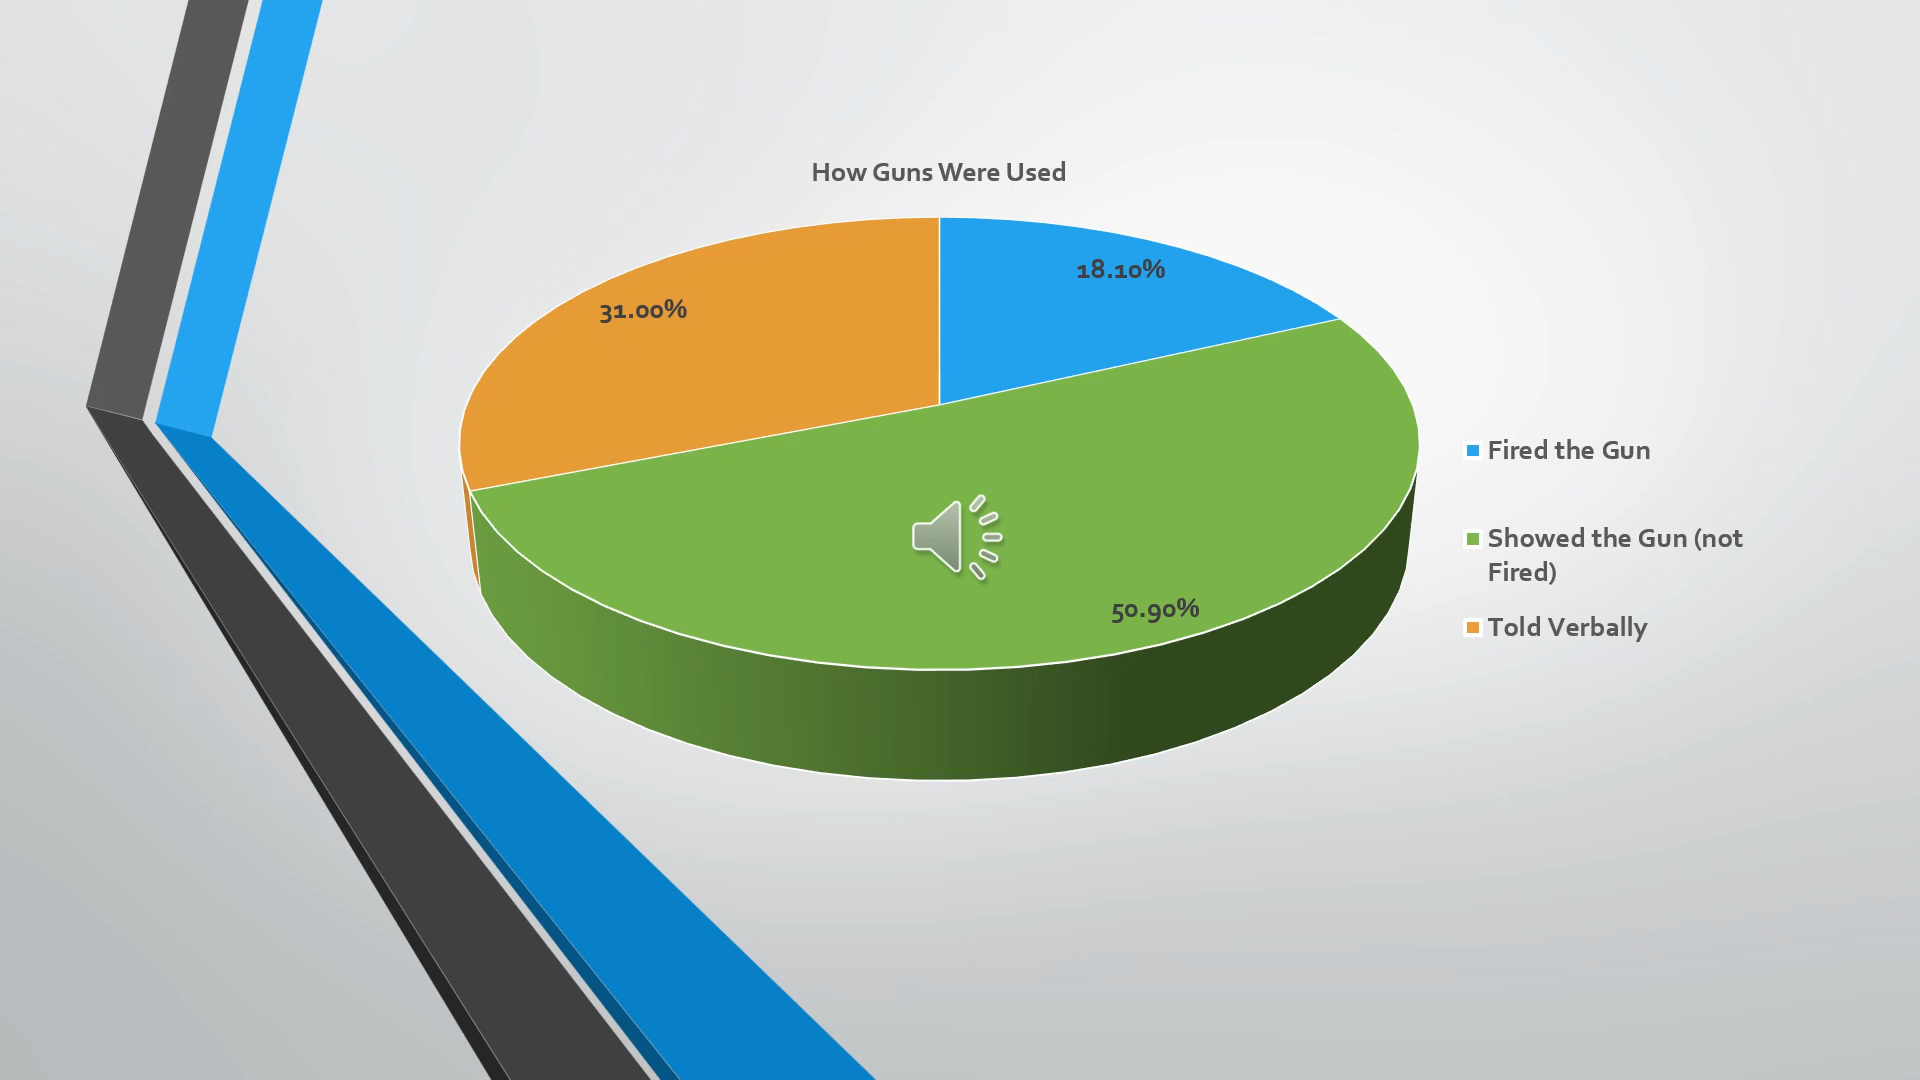 How Guns Were Used
18.10%
31.00%
Fired the Gun
Showed the Gun (not
Fired)
50.90%
Told Verbally